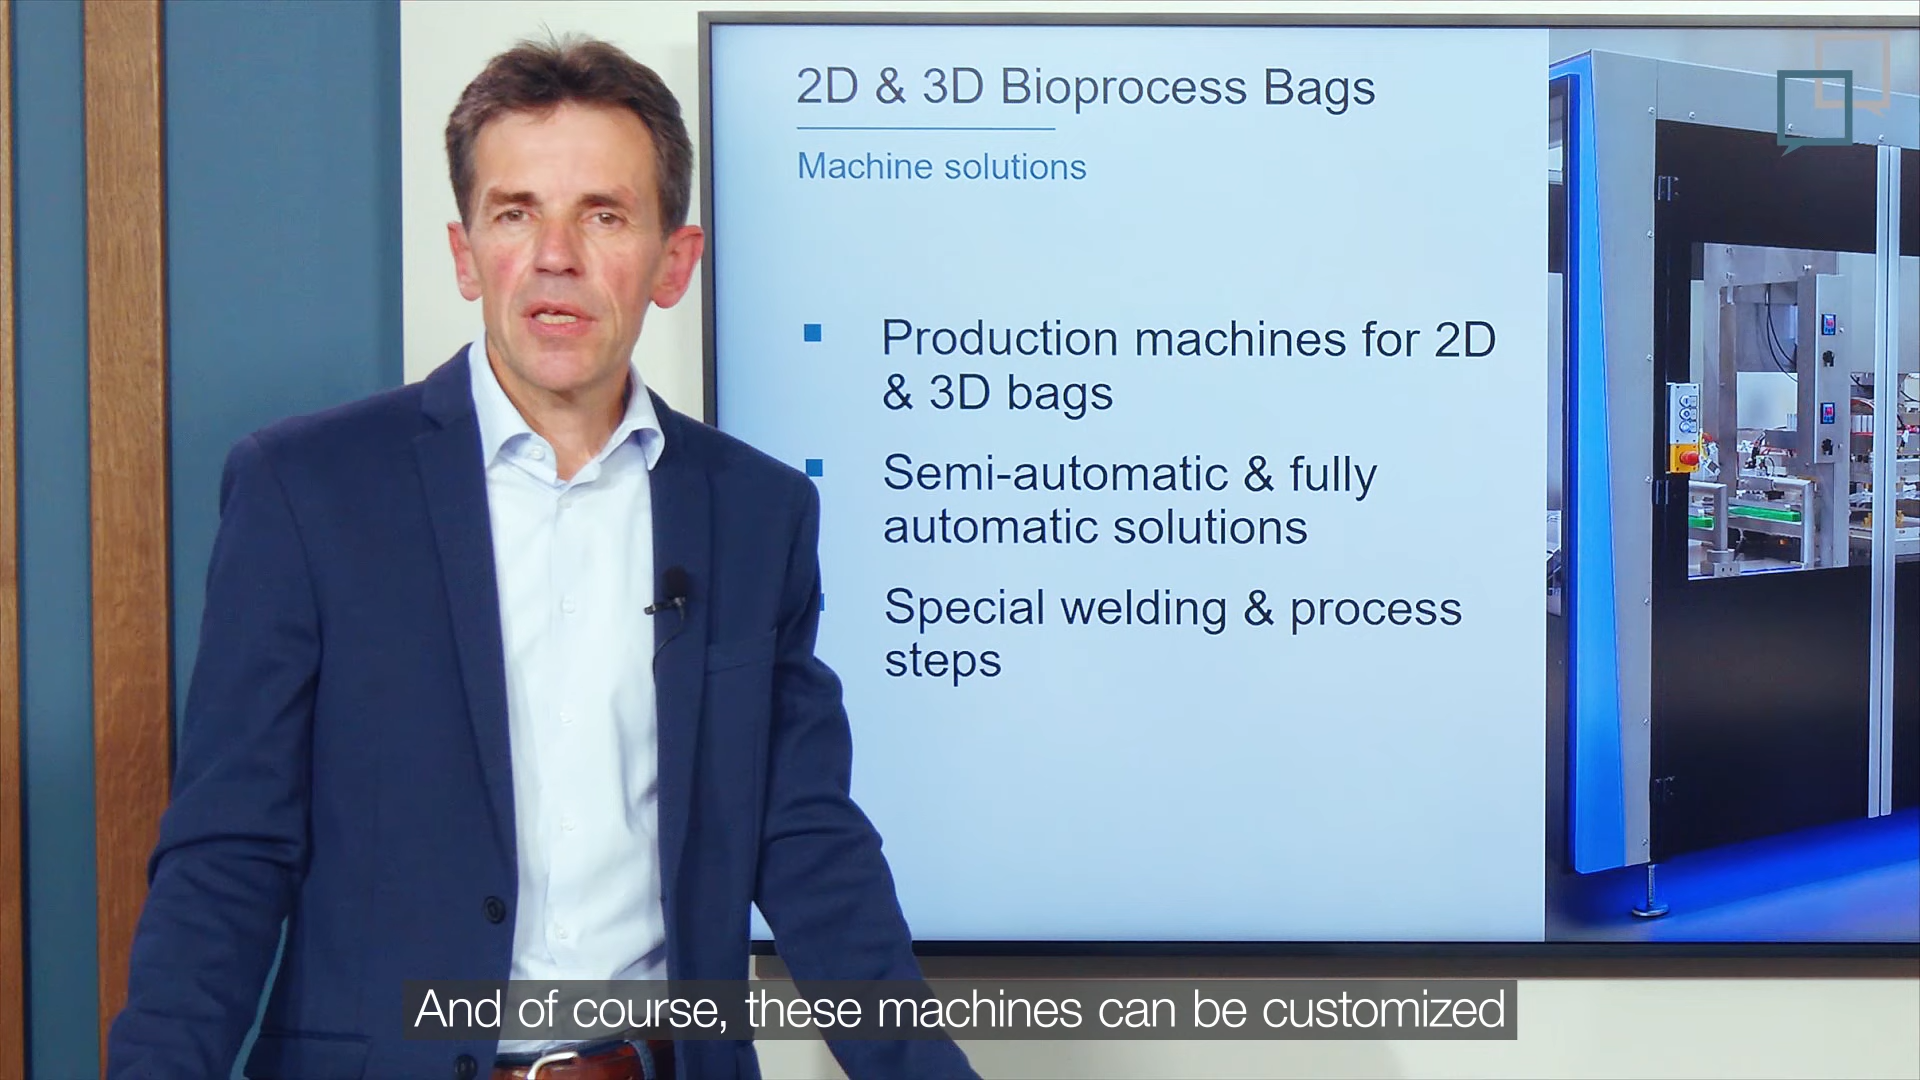 2D & 3D Bioprocess Bags
Machine solutions
Production machines for 2D
& 3D bags
Semi-automatic & fully
automatic solutions
Special welding & process
steps
And of course, these machines can be customized